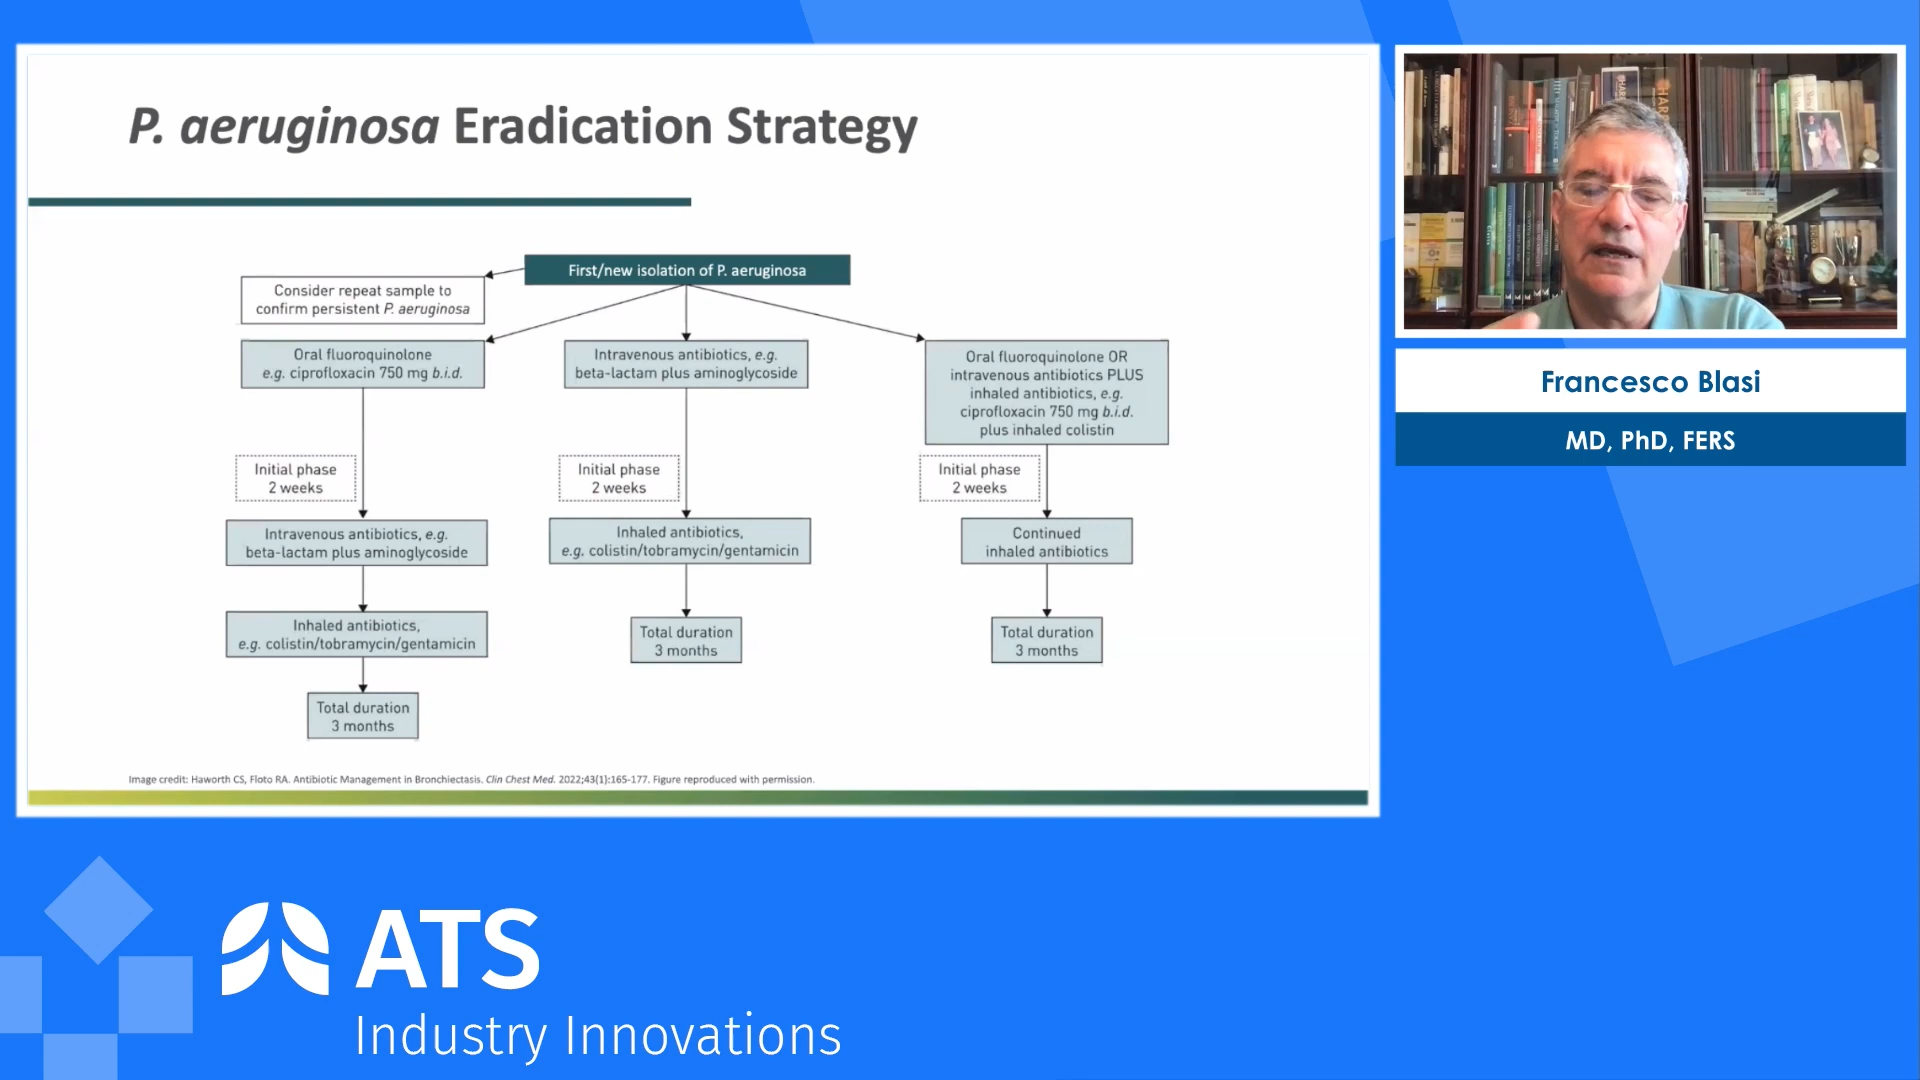 P. aeruginosa Eradication Strategy
First/new isolation of P. aeruginosa
Consider repeat sample to
confirm persistent P. aeruginosa
Oral fluoroquinolone
e.g. ciprofloxacin 750 mg b.i.d.
Initial phase
2 weeks
Intravenous antibiotics, e.g.
beta-lactam plus aminoglycoside
Inhaled antibiotics,
e.g. colistin/tobramycin/gentamicin
Total duration
3 months
Intravenous antibiotics, e.g.
beta-lactam plus aminoglycoside
Initial phase
2 weeks
Inhaled antibiotics,
e.g. colistin/tobramycin/gentamicin
Total duration
3 months
Oral fluoroquinolone OR
intravenous antibiotics PLUS
inhaled antibiotics, e.g.
ciprofloxacin 750 mg b.i.d.
plus inhaled colistin
Initial phase
2 weeks
Continued
inhaled antibiotics
Total duration
3 months
Image credit: Haworth CS, Floto RA. Antibiotic Management in Bronchiectasis. Clin Chest Med. 2022;43(1):165-177. Figure reproduced with permission.
Francesco Blasi
MD, PhD, FERS
ATS
Industry Innovations